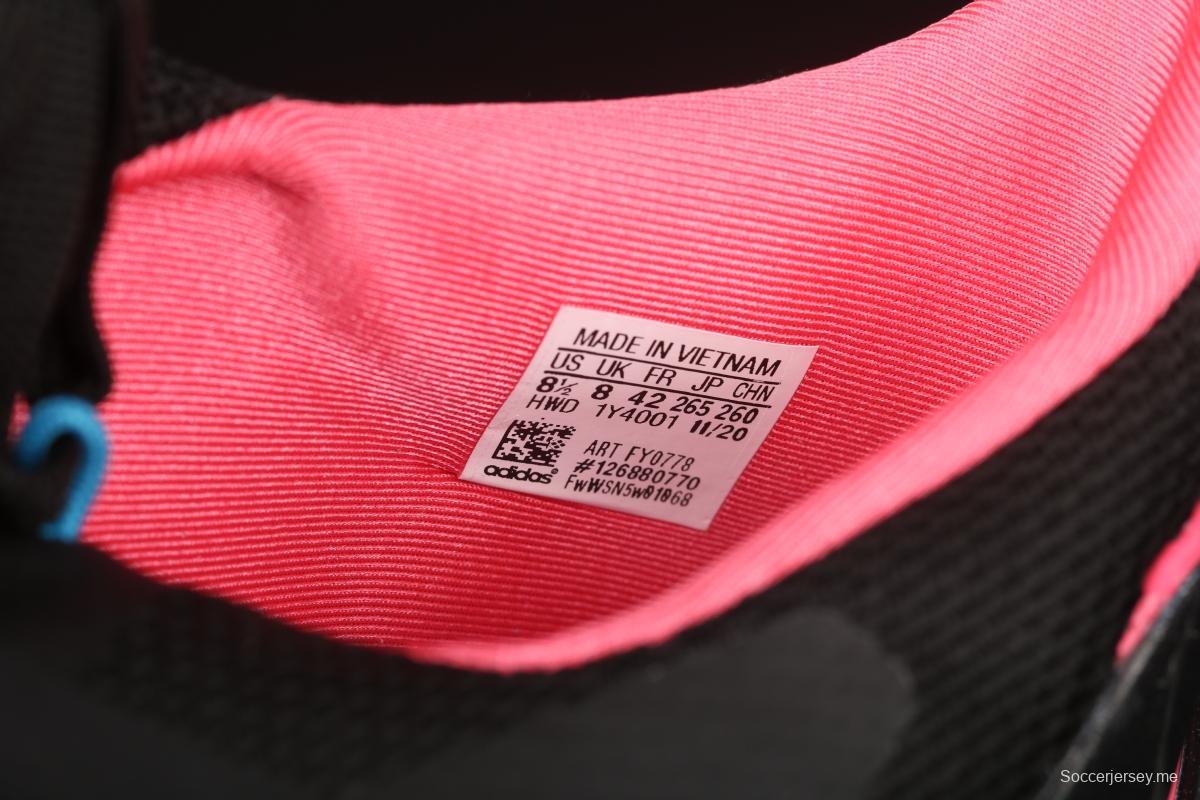 MADE IN VIETNAM
US UK FR JP CHN
8½ 8 42 265 260
HWD 1Y4001 11/20
ART FY0778
#126880770
FwWSN5w01068
adidas®
Soccerjersey.me